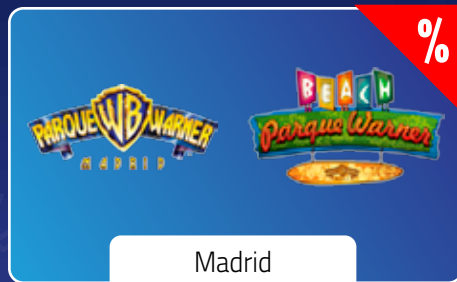 %
PARQUE WB WARNER
MADRID
BEACH
Parque Warner
Madrid